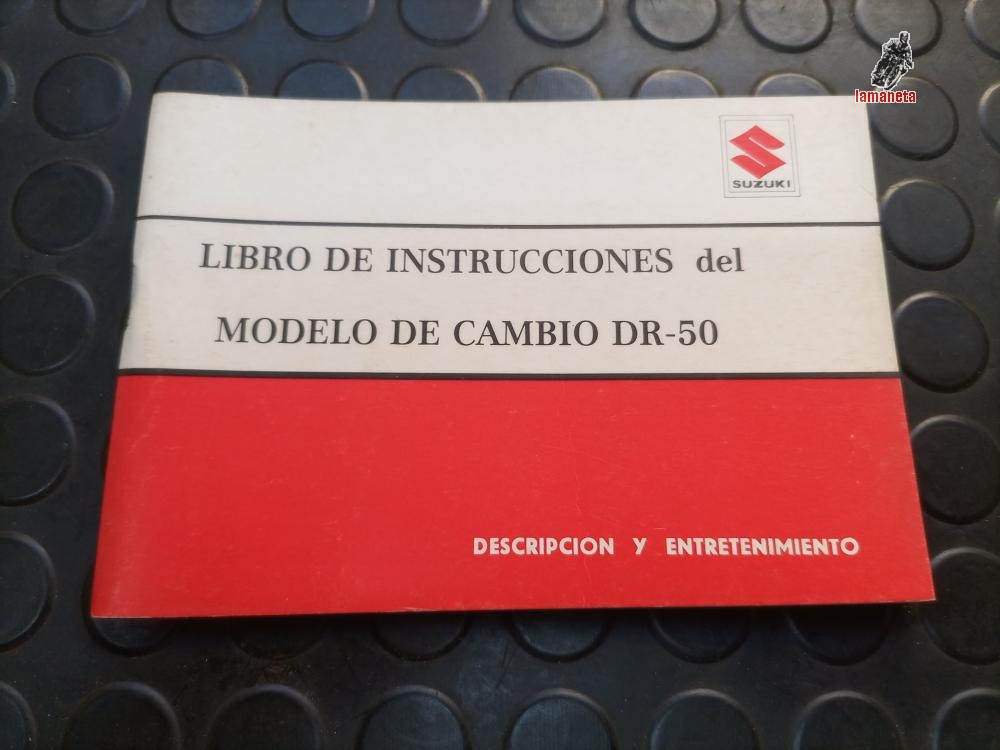 lamaneta
SUZUKI
LIBRO DE INSTRUCCIONES del
MODELO DE CAMBIO DR-50
DESCRIPCION Y ENTRETENIMIENTO